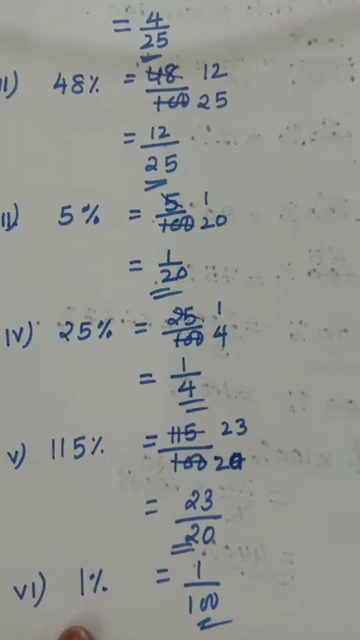 = 4/25
ii) 48% = 48/100 12/25
= 12/25
ii) 5% = 5/100 1/20
= 1/20
iv) 25% = 25/100 1/4
= 1/4
v) 115% = 115/100 23/20
= 23/20
vi) 1% = 1/100